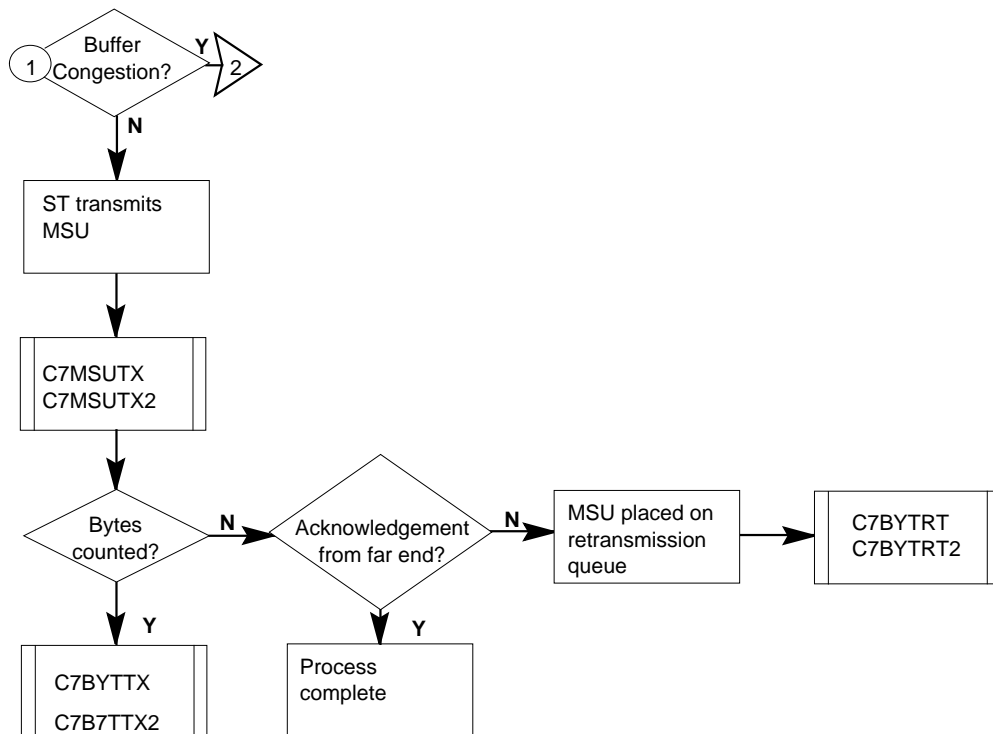 Buffer
Congestion?
1
Y
2
N
ST transmits
MSU
C7MSUTX
C7MSUTX2
Bytes
counted?
N
Acknowledgement
from far end?
N
MSU placed on
retransmission
queue
C7BYTRT
C7BYTRT2
Y
Y
C7BYTTX
C7B7TTX2
Process
complete